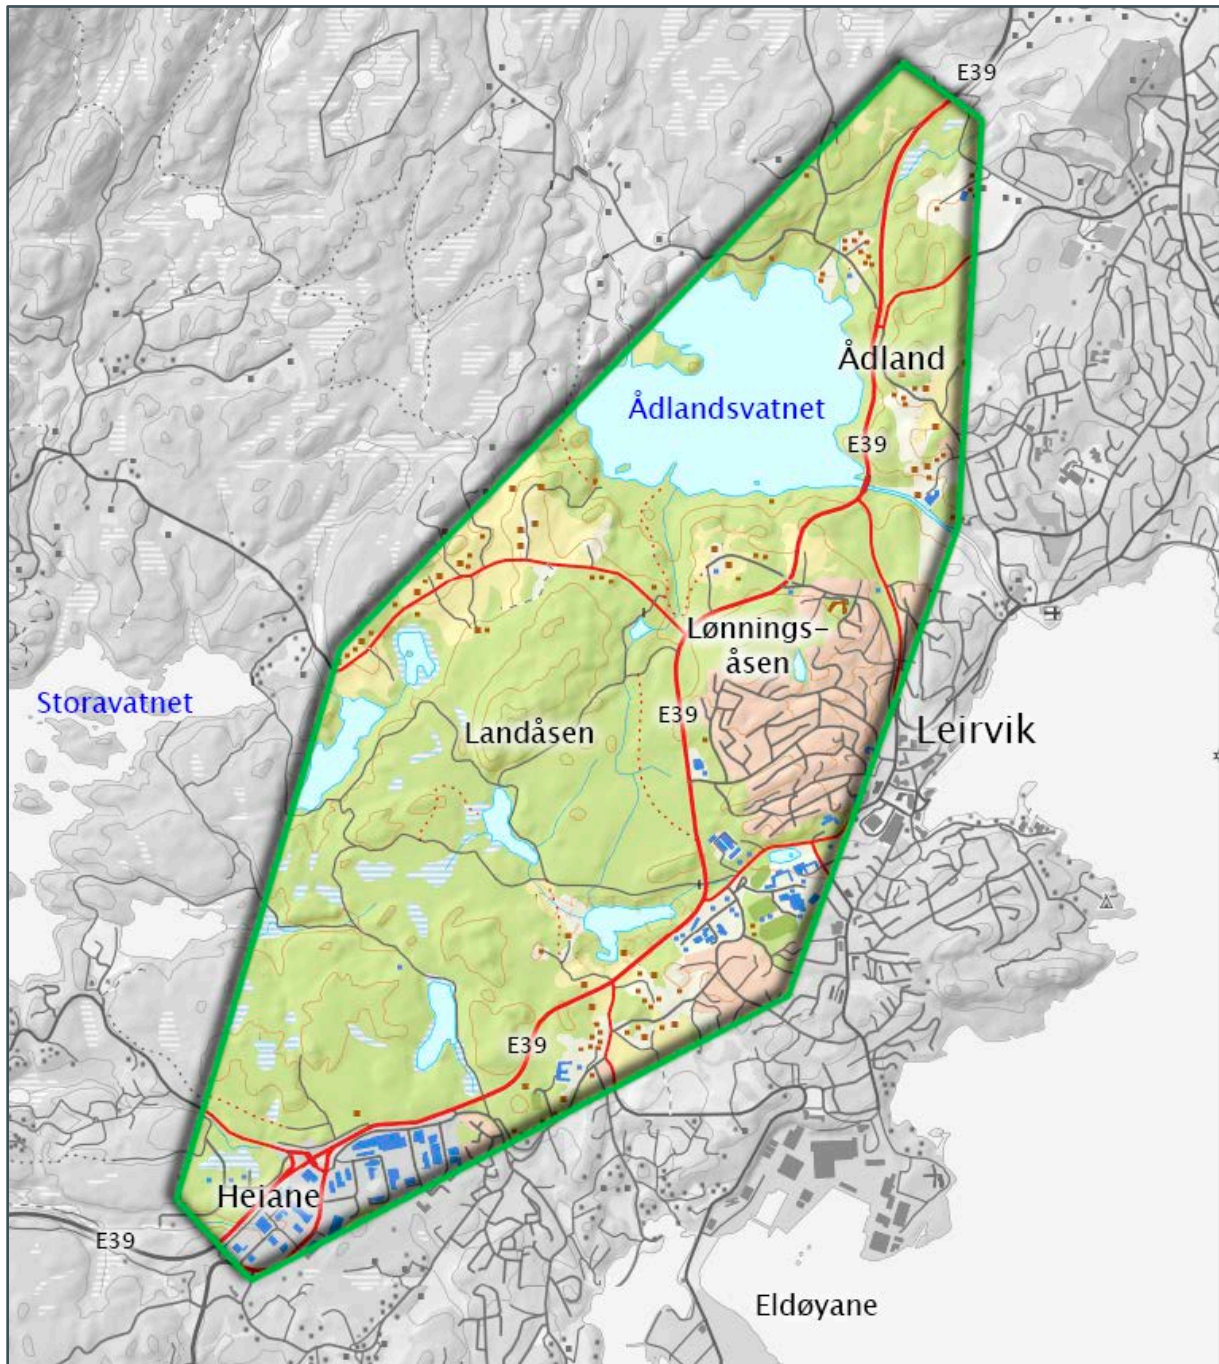 E39
Ådland
Ådlandsvatnet
E39
Lønnings-
åsen
Storavatnet
E39
Landåsen
Leirvik
E39
Heiane
E39
Eldøyane